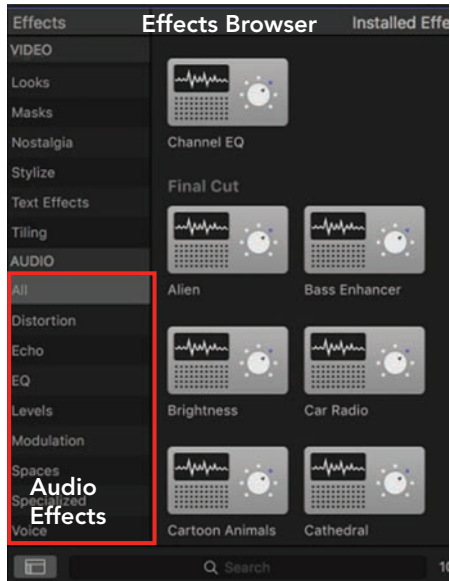 Effects Effects Browser Installed Effe
VIDEO
Looks
Masks
Nostalgia
Stylize
Text Effects
Tiling
AUDIO
All
Distortion
Echo
EQ
Levels
Modulation
Spaces
Specialized
Voice
Audio
Effects
Channel EQ
Final Cut
Alien Bass Enhancer
Brightness Car Radio
Cartoon Animals Cathedral
Search 10